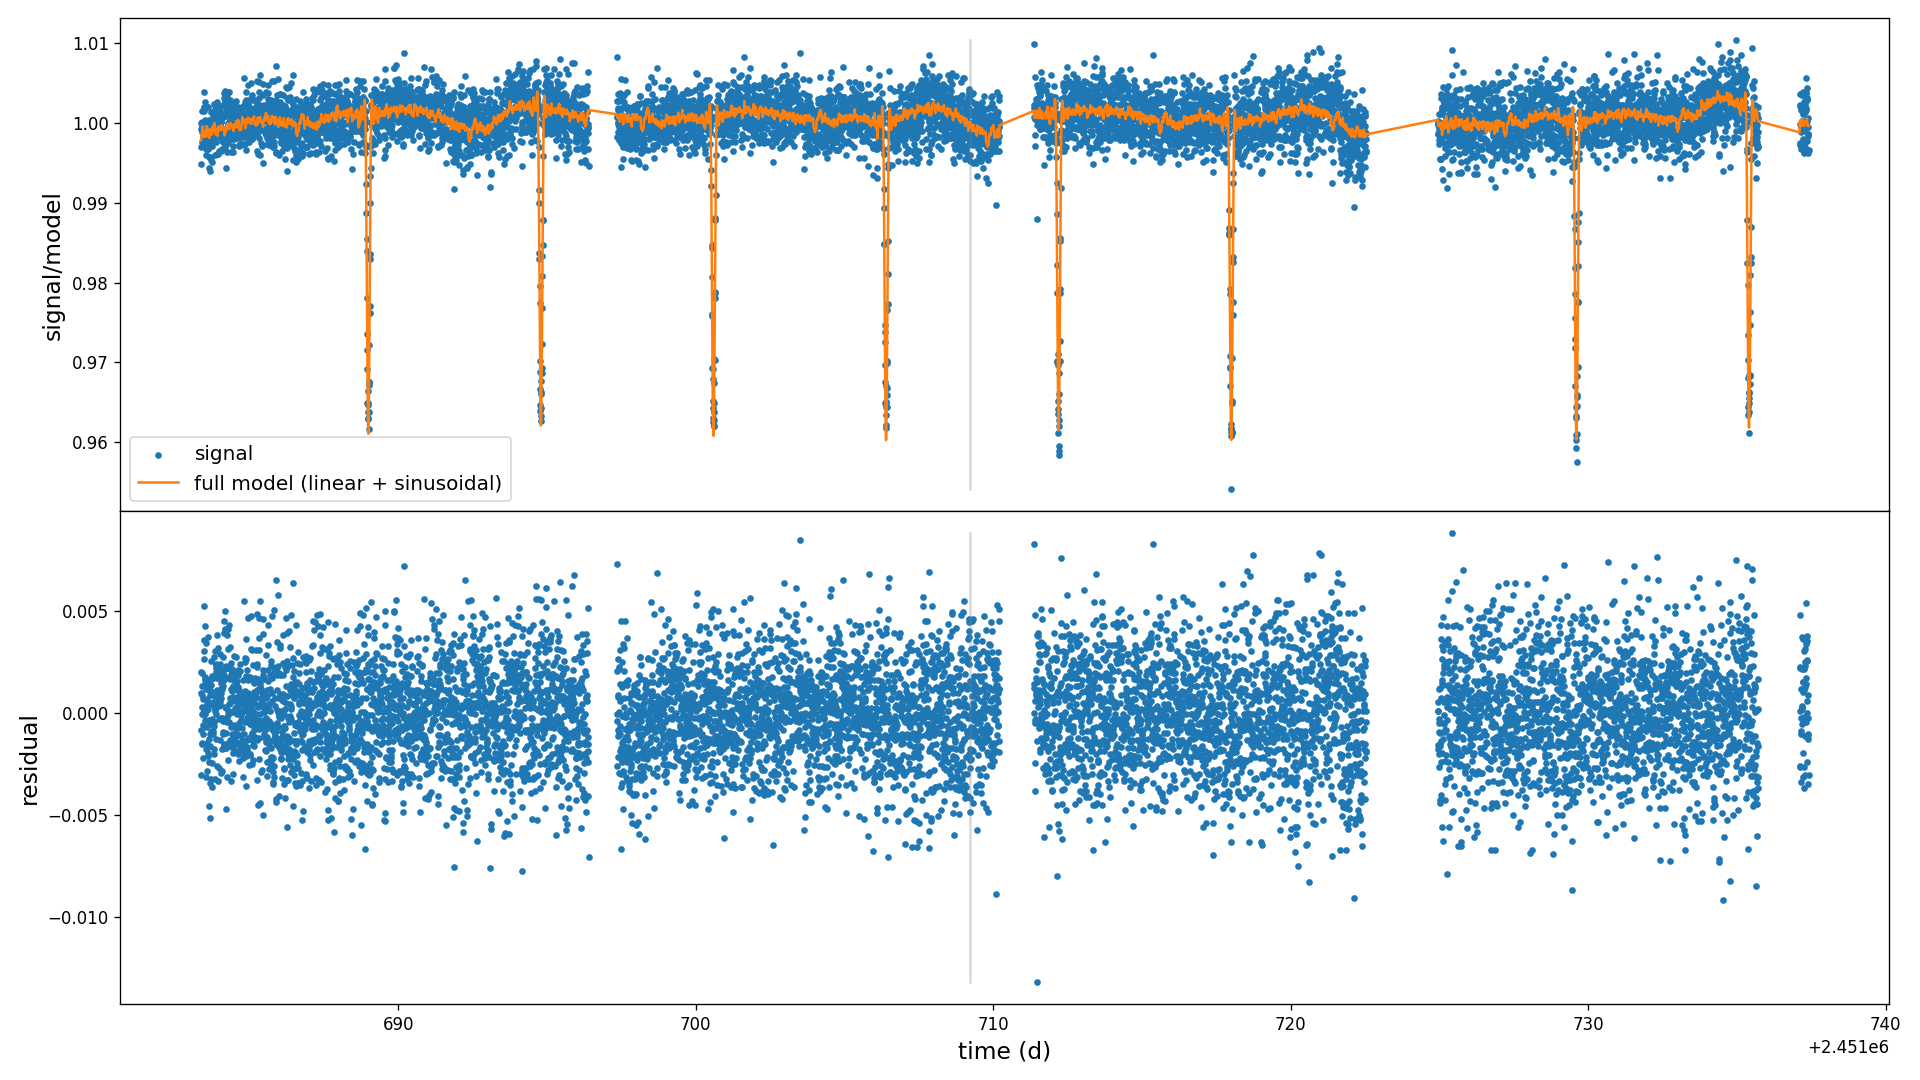 1.01
1.00
0.99
0.98
0.97
0.96
signal/model
signal
full model (linear + sinusoidal)
0.005
0.000
−0.005
−0.010
residual
690
700
710
720
730
740
time (d)
+2.451e6